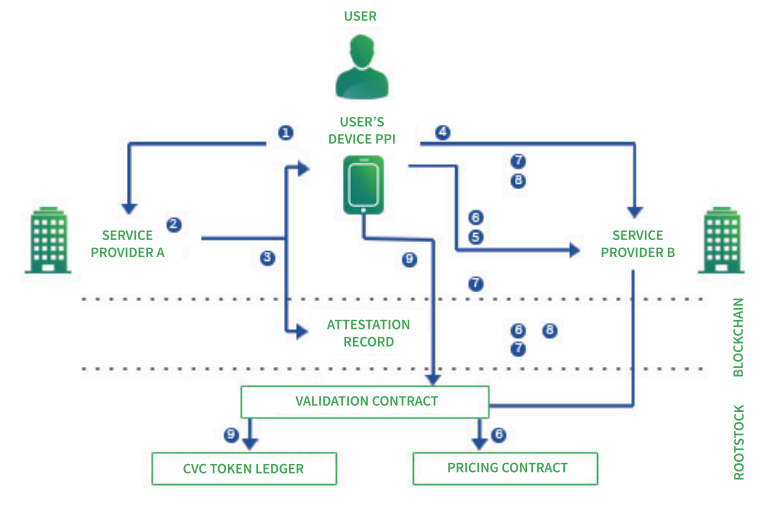 USER
USER'S
DEVICE PPI
1
4
7
8
2
SERVICE
PROVIDER A
6
5
SERVICE
PROVIDER B
3
9
7
ATTESTATION
RECORD
6 8
7
BLOCKCHAIN
VALIDATION CONTRACT
9
6
CVC TOKEN LEDGER
PRICING CONTRACT
ROOTSTOCK